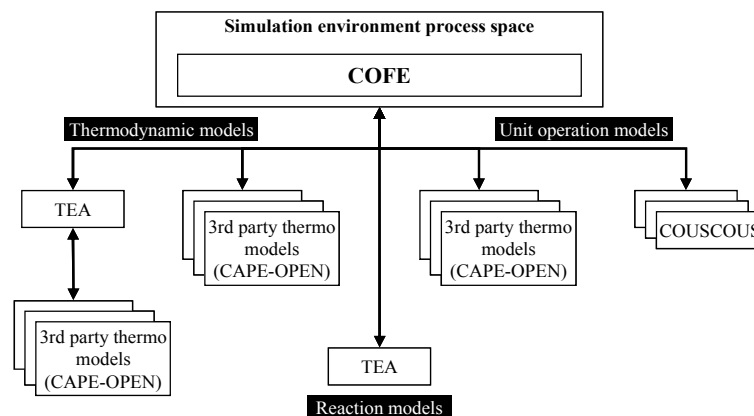 Simulation environment process space
COFE
Thermodynamic models
Unit operation models
TEA
3rd party thermo
models
(CAPE-OPEN)
3rd party thermo
models
(CAPE-OPEN)
COUSCOUS
3rd party thermo
models
(CAPE-OPEN)
TEA
Reaction models